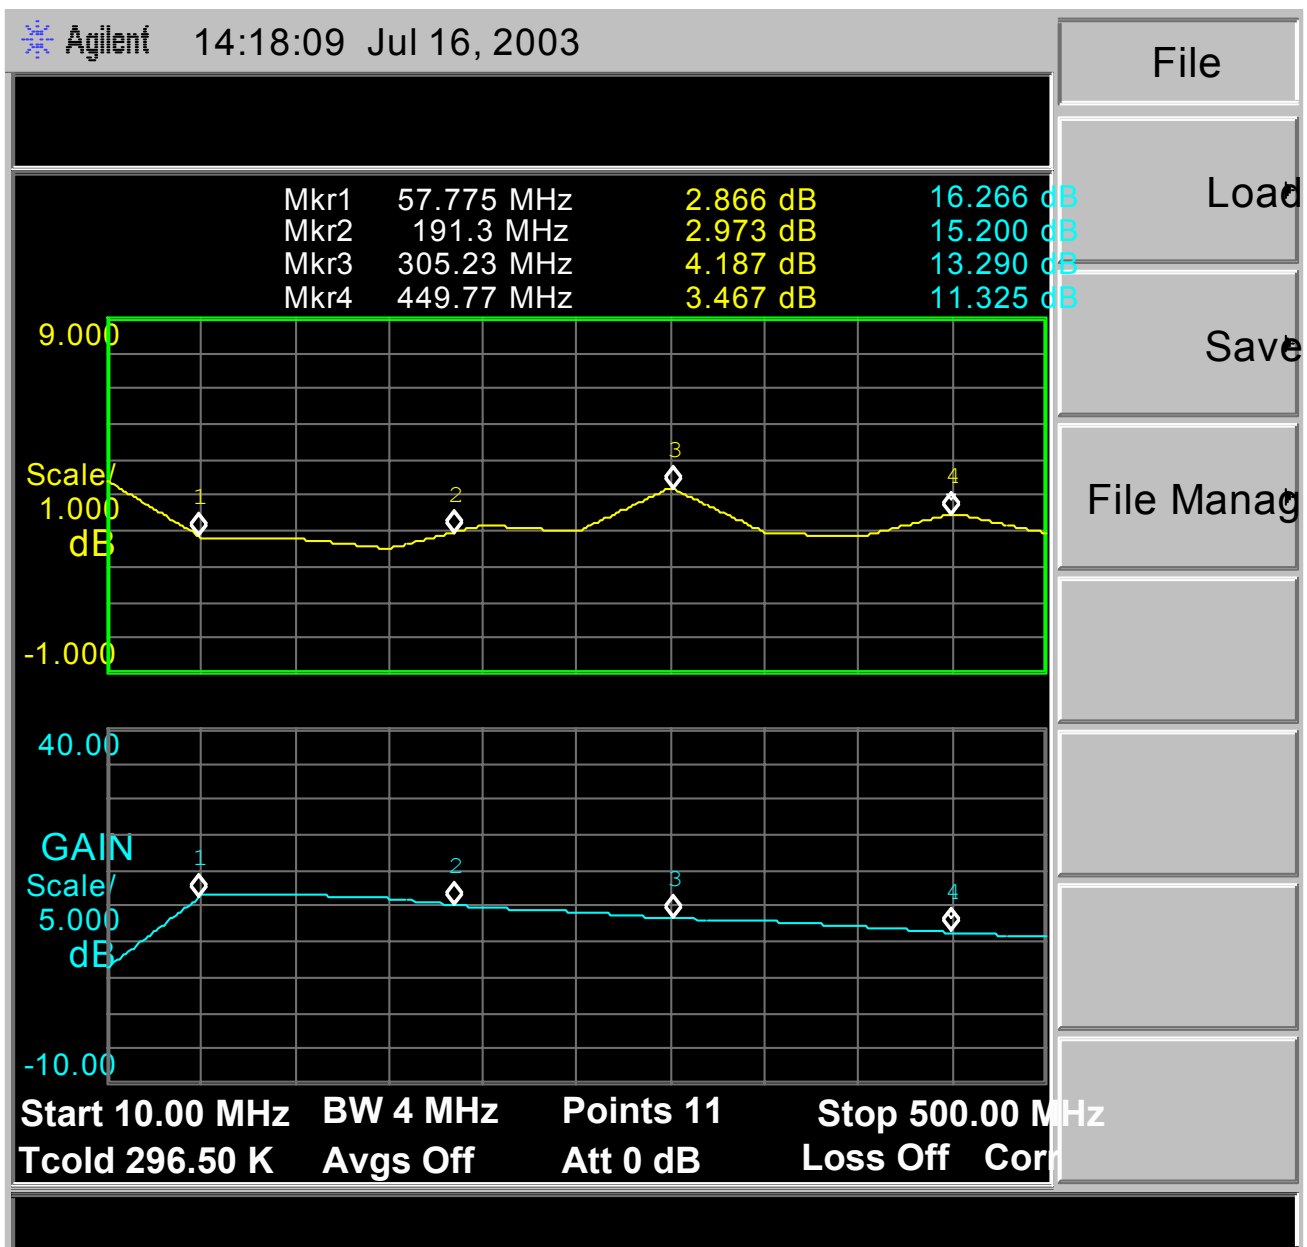 Agilent 14:18:09 Jul 16, 2003
File
Mkr1 57.775 MHz 2.866 dB 16.266 dB
Mkr2 191.3 MHz 2.973 dB 15.200 dB
Mkr3 305.23 MHz 4.187 dB 13.290 dB
Mkr4 449.77 MHz 3.467 dB 11.325 dB
Load
Save
File Manag
9.000
Scale/
1.000
dB
-1.000
1
2
3
4
40.00
GAIN
Scale/
5.000
dB
-10.00
1
2
3
4
Start 10.00 MHz BW 4 MHz Points 11 Stop 500.00 MHz
Tcold 296.50 K Avgs Off Att 0 dB Loss Off Corr